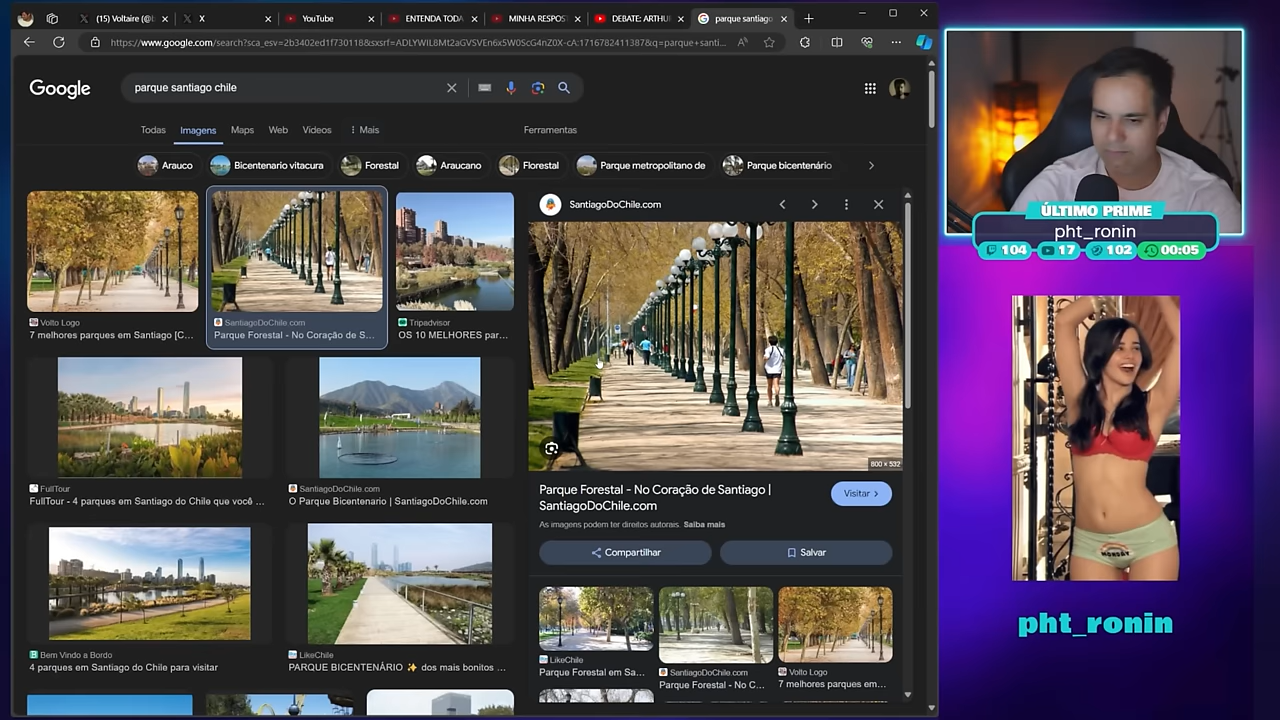 (15) Voltaire (@L
X
YouTube
ENTENDA TODA
MINHA RESPOS
DEBATE: ARTHU
parque santiago
https://www.google.com/search?sca_esv=2b3402ed1f730118&sxsrf=ADLYWIL8Mt2aGVSVEn6x5W0ScG4nZ0X-cA:1716782411387&q=parque+santi...
Google
parque santiago chile
Todas
Imagens
Maps
Web
Vídeos
Mais
Ferramentas
Arauco
Bicentenario vitacura
Forestal
Araucano
Florestal
Parque metropolitano de
Parque bicentenário
Volto Logo
7 melhores parques em Santiago [C...
SantiagoDoChile.com
Parque Forestal - No Coração de S...
Tripadvisor
OS 10 MELHORES par...
FullTour
FullTour - 4 parques em Santiago do Chile que você ...
SantiagoDoChile.com
O Parque Bicentenario | SantiagoDoChile.com
Bem Vindo a Bordo
4 parques em Santiago do Chile para visitar
LikeChile
PARQUE BICENTENÁRIO ✨ dos mais bonitos ...
SantiagoDoChile.com
800 × 532
Parque Forestal - No Coração de Santiago |
SantiagoDoChile.com
Visitar
As imagens podem ter direitos autorais. Saiba mais
Compartilhar
Salvar
LikeChile
Parque Forestal em Sa...
SantiagoDoChile.com
Parque Forestal - No C...
Volto Logo
7 melhores parques em...
ÚLTIMO PRIME
pht_ronin
104
17
102
00:05
MONDAY
pht_ronin